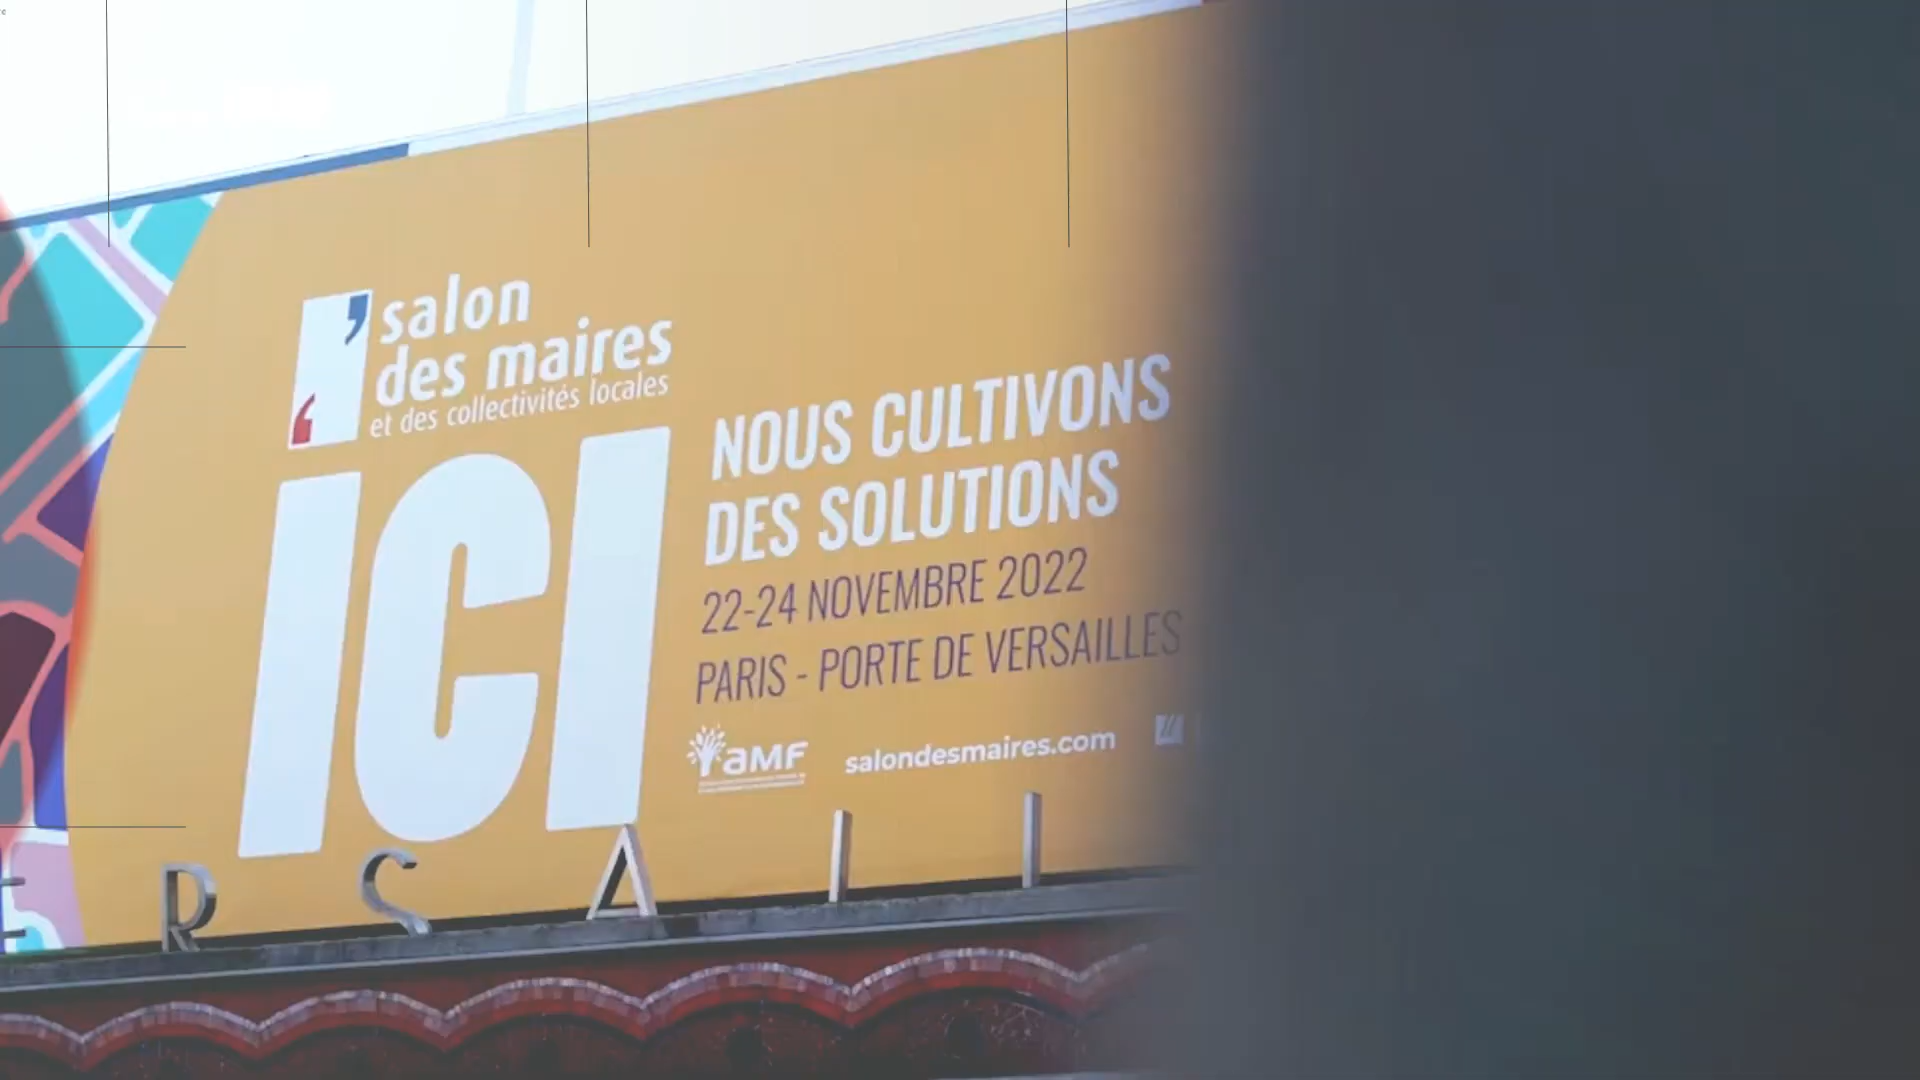 salon
des maires
et des collectivités locales
ici
NOUS CULTIVONS
DES SOLUTIONS
22-24 NOVEMBRE 2022
PARIS - PORTE DE VERSAILLES
aMF
salondesmaires.com
ERSAII